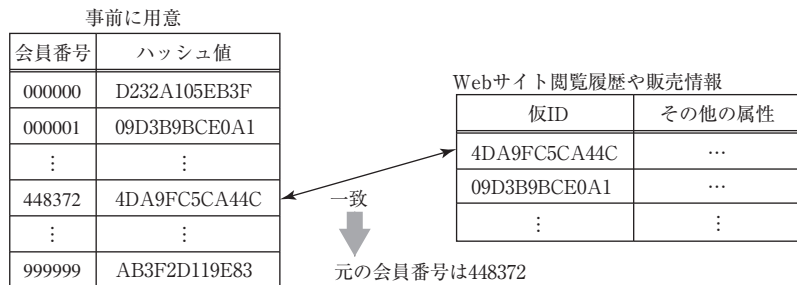 事前に用意
会員番号 ハッシュ値
000000 D232A105EB3F
000001 09D3B9BCE0A1
⋮ ⋮
448372 4DA9FC5CA44C
⋮ ⋮
999999 AB3F2D119E83
Webサイト閲覧履歴や販売情報
仮ID その他の属性
4DA9FC5CA44C …
09D3B9BCE0A1 …
⋮ ⋮
一致
元の会員番号は448372